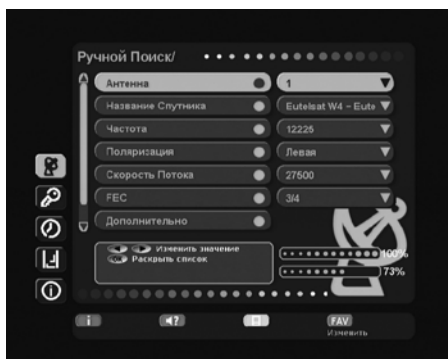 Ручной Поиск/
Антенна 1
Название Спутника Eutelsat W4 – Eute
Частота 12225
Поляризация Левая
Скорость Потока 27500
FEC 3/4
Дополнительно
Изменить значение
Раскрыть список
100%
73%
i ? FAV
Изменить